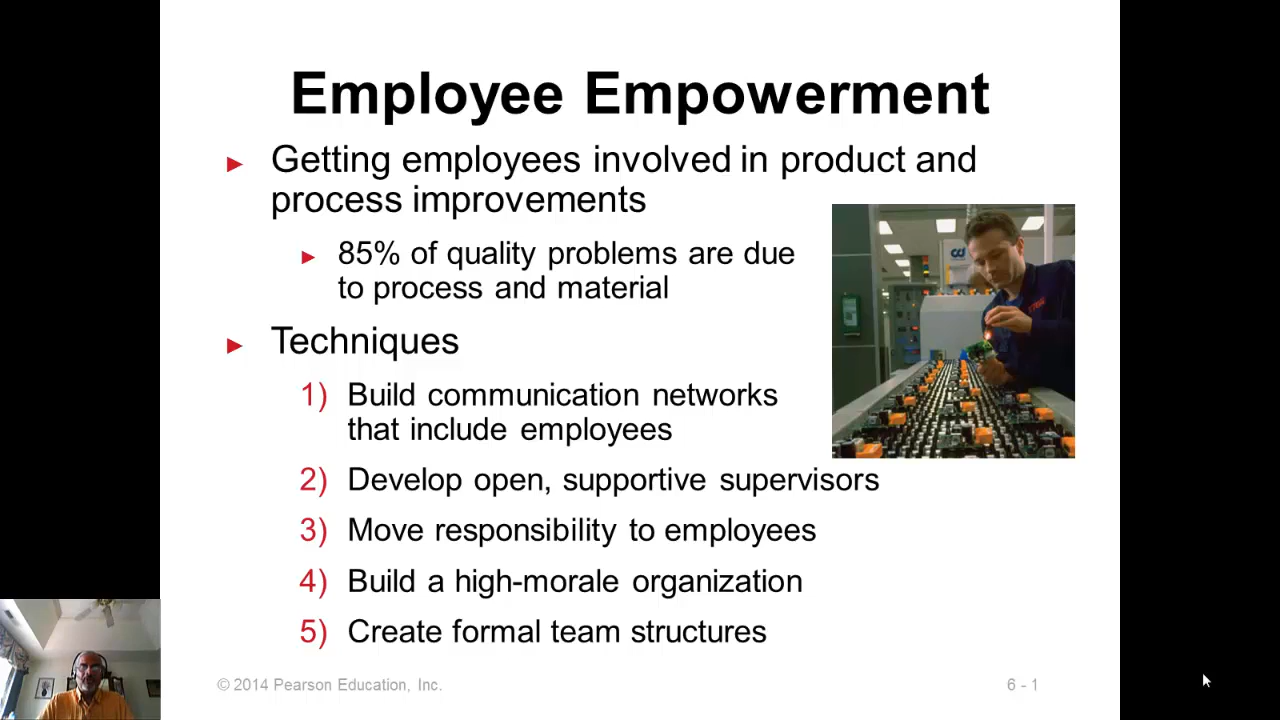 Employee Empowerment
► Getting employees involved in product and
process improvements
► 85% of quality problems are due
to process and material
► Techniques
1) Build communication networks
that include employees
2) Develop open, supportive supervisors
3) Move responsibility to employees
4) Build a high-morale organization
5) Create formal team structures
© 2014 Pearson Education, Inc.
6 - 1